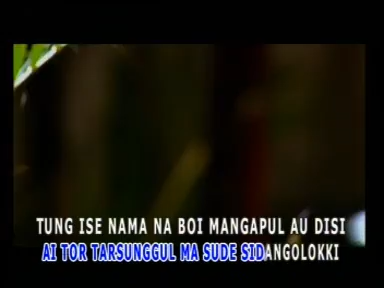 TUNG ISE NAMA NA BOI MANGAPUL AU DISI
AI TOR TARSUNGGUL MA SUDE SIDANGOLOKKI